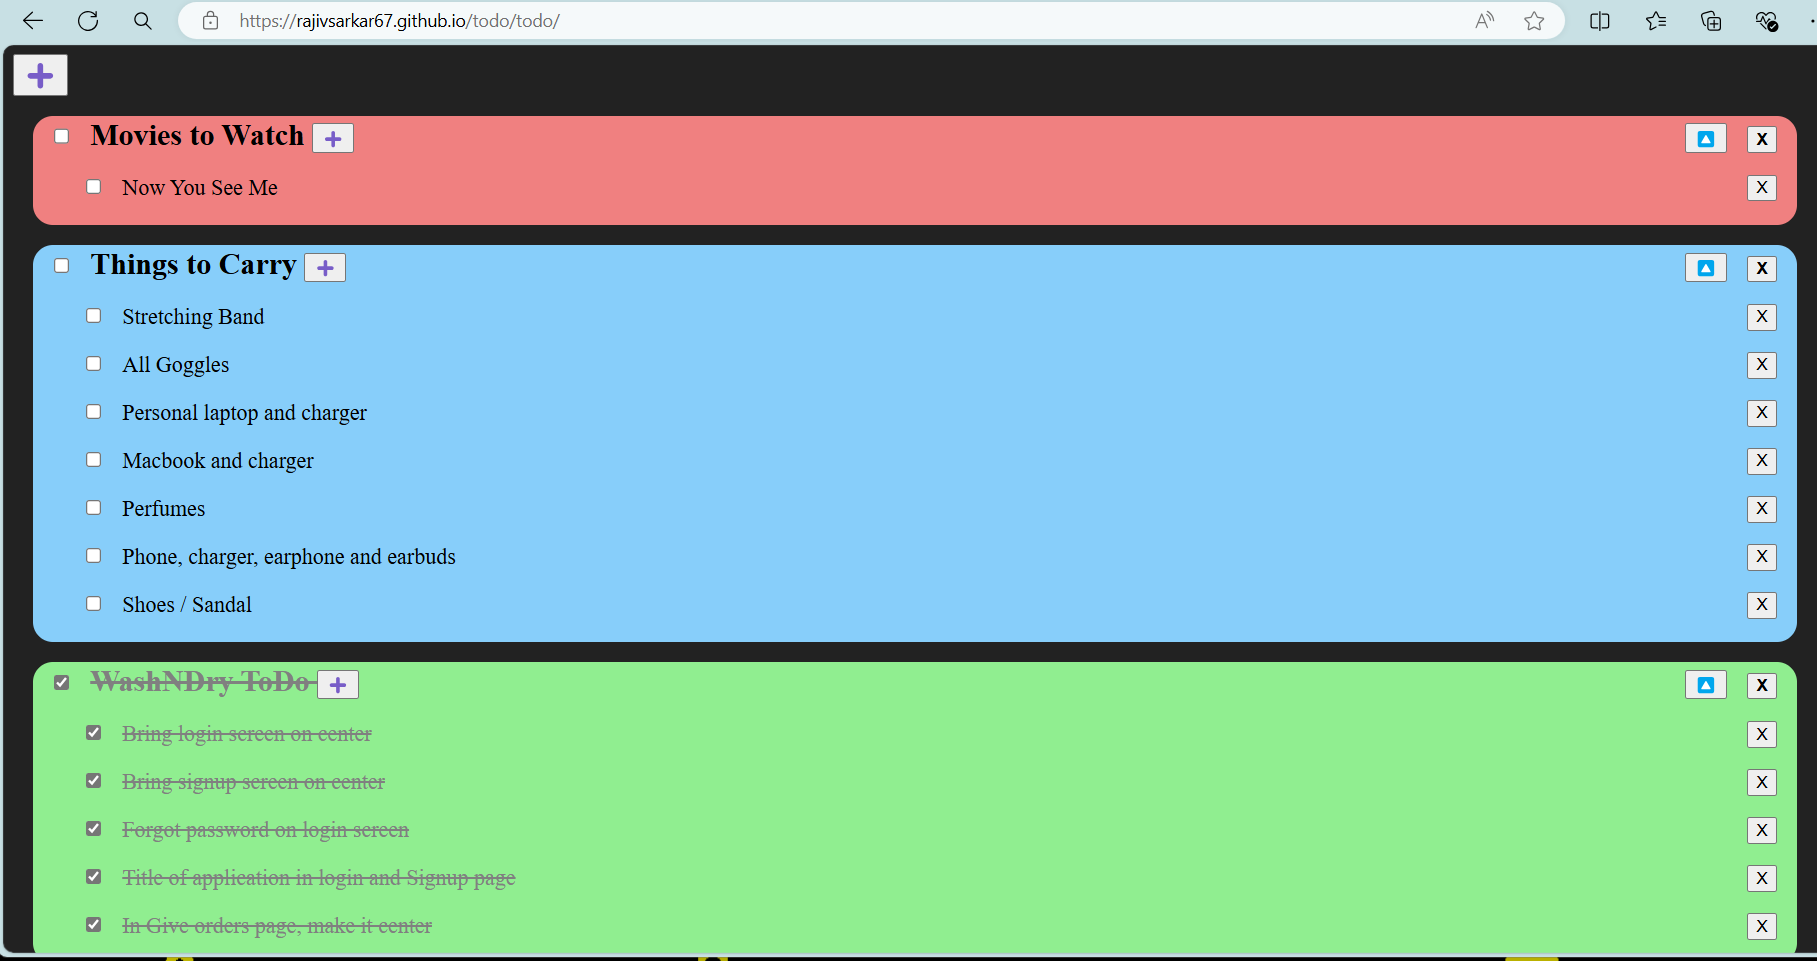 https://rajivsarkar67.github.io/todo/todo/
Movies to Watch
X
Now You See Me
X
Things to Carry
X
Stretching Band
X
All Goggles
X
Personal laptop and charger
X
Macbook and charger
X
Perfumes
X
Phone, charger, earphone and earbuds
X
Shoes / Sandal
X
WashNDry ToDo
X
Bring login screen on center
X
Bring signup screen on center
X
Forgot password on login screen
X
Title of application in login and Signup page
X
In Give orders page, make it center
X